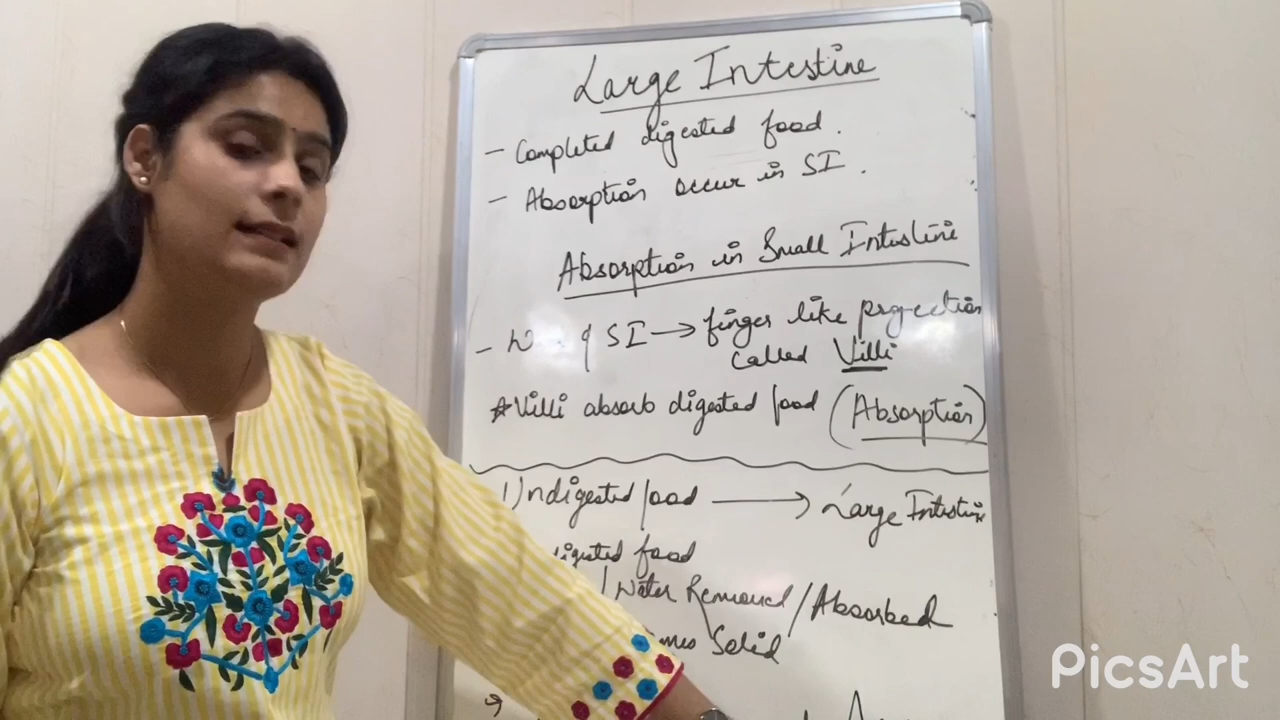 Large Intestine
- Completed digested food.
- Absorption occur in SI.
Absorption in Small Intestine
- SI → finger like projection
called Villi
*Villi absorb digested food (Absorption)
Undigested food → Large Intestine
digested food
/ Water Removed / Absorbed
Solid
PicsArt